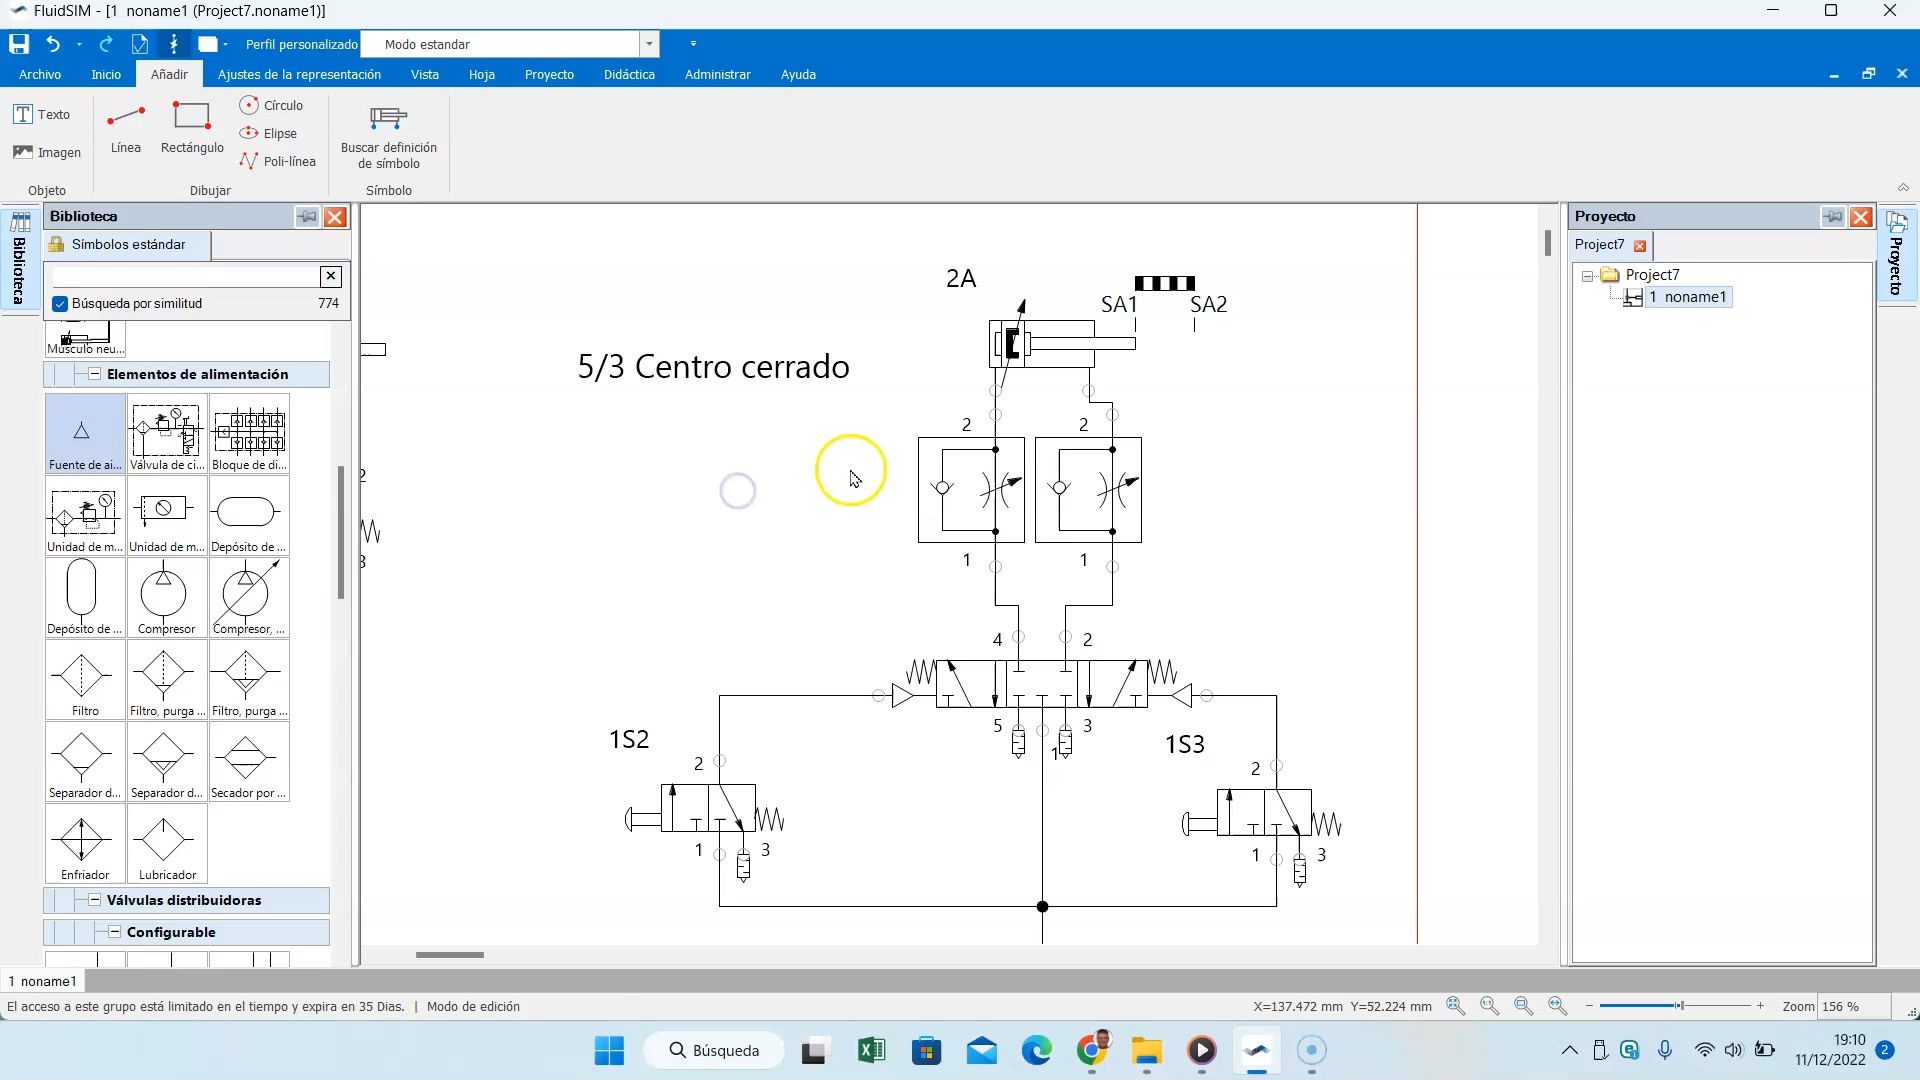 FluidSIM - [1  noname1 (Project7.noname1)]
Perfil personalizado Modo estandar
Archivo Inicio Añadir Ajustes de la representación Vista Hoja Proyecto Didáctica Administrar Ayuda
Texto
Imagen
Objeto
Línea
Rectángulo
Círculo
Elipse
Poli-línea
Dibujar
Buscar definición
de símbolo
Símbolo
Biblioteca
Biblioteca
Símbolos estándar
Búsqueda por similitud 774
Músculo neu...
Elementos de alimentación
Fuente de ai... Válvula de ci... Bloque de di...
Unidad de m... Unidad de m... Depósito de ...
Depósito de ... Compresor Compresor, ...
Filtro Filtro, purga ... Filtro, purga ...
Separador d... Separador d... Secador por ...
Enfriador Lubricador
Válvulas distribuidoras
Configurable
2A
SA1 SA2
5/3 Centro cerrado
2 2
1 1
4 2
5 3
1
1S2
2
1 3
1S3
2
1 3
Proyecto
Project7
Project7
1  noname1
Proyecto
1  noname1
El acceso a este grupo está limitado en el tiempo y expira en 35 Dias. | Modo de edición
X=137.472 mm  Y=52.224 mm
Zoom 156 %
Búsqueda
19:10
11/12/2022
2